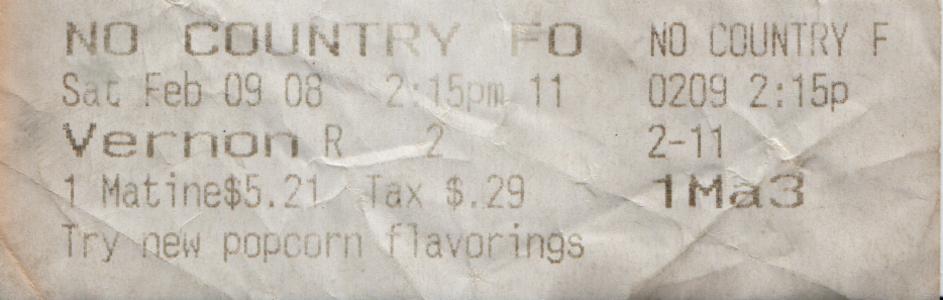 NO COUNTRY FO NO COUNTRY F
Sat Feb 09 08 2:15pm 11 0209 2:15p
Vernon R 2 2-11
1 Matine$5.21 Tax $.29 1Ma3
Try new popcorn flavorings